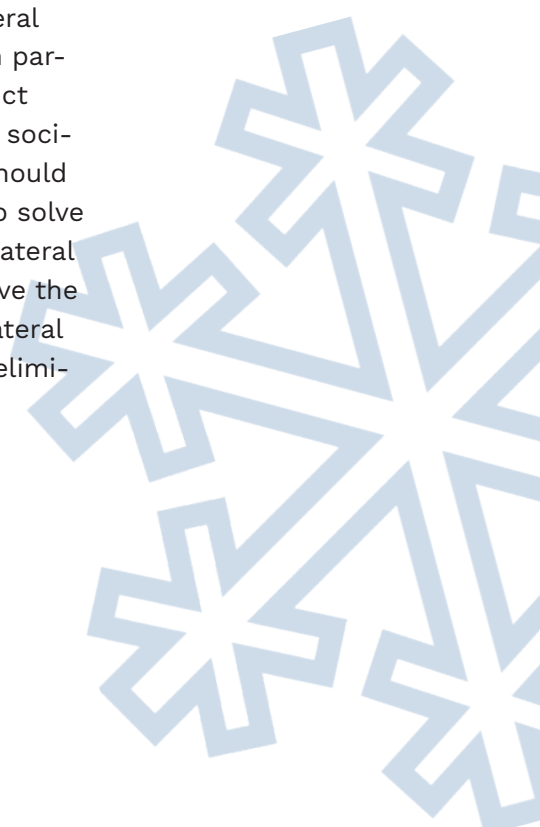 eral
par-
ct
soci-
hould
solve
ateral
ve the
ateral
elimi-